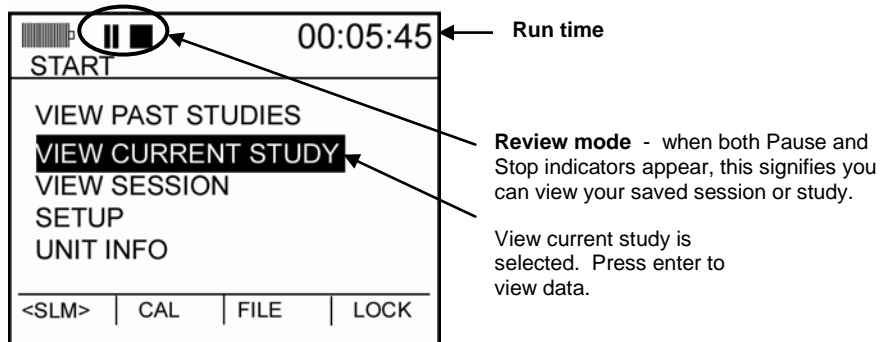 00:05:45
START
VIEW PAST STUDIES
VIEW CURRENT STUDY
VIEW SESSION
SETUP
UNIT INFO
<SLM> CAL FILE LOCK
Run time
Review mode - when both Pause and
Stop indicators appear, this signifies you
can view your saved session or study.
View current study is
selected. Press enter to
view data.